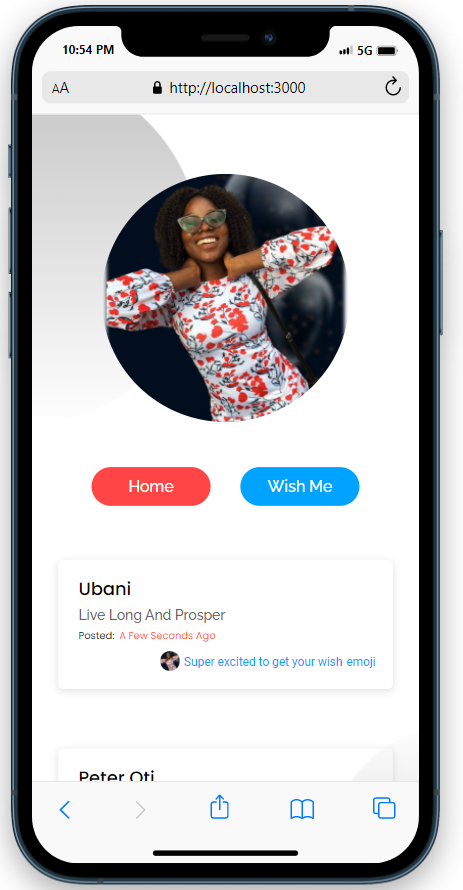 10:54 PM 5G
AA http://localhost:3000
Home Wish Me
Ubani
Live Long And Prosper
Posted: A Few Seconds Ago
Super excited to get your wish emoji
Peter Oti